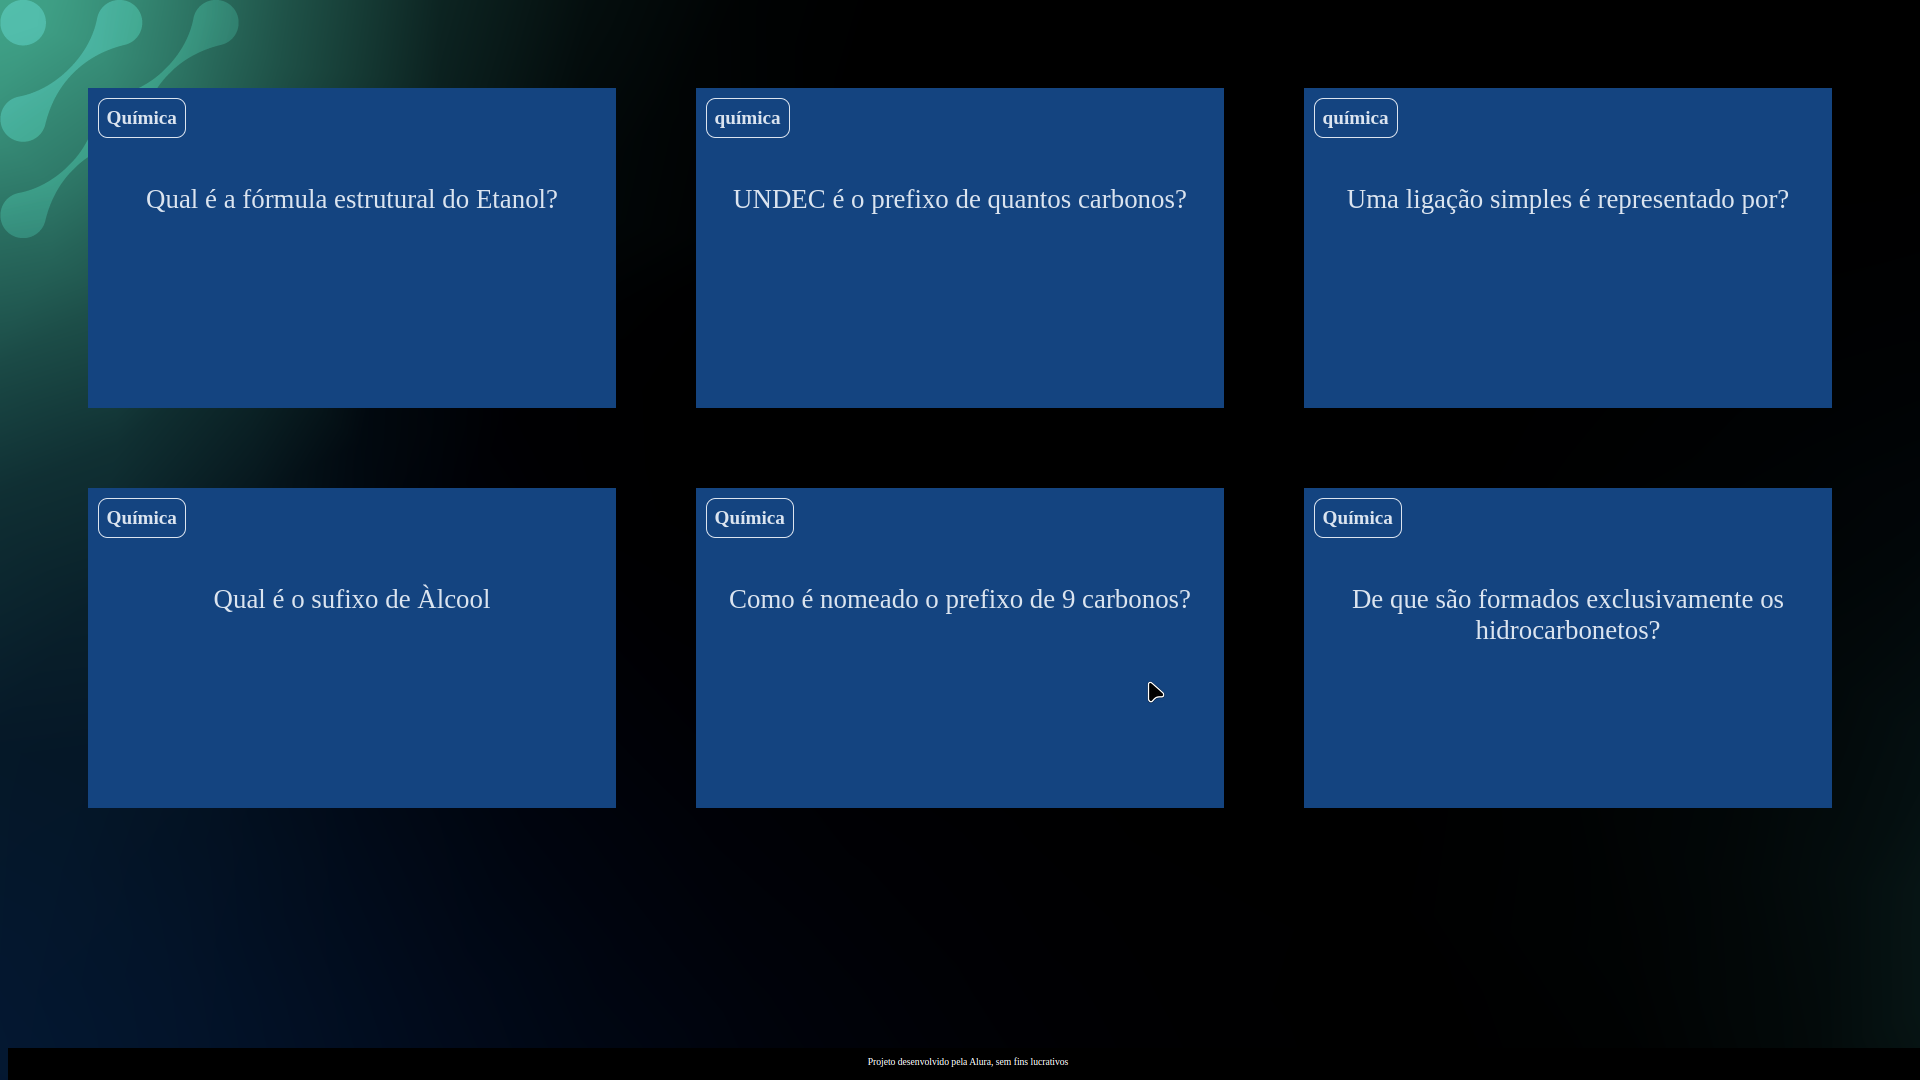 Química
Qual é a fórmula estrutural do Etanol?
química
UNDEC é o prefixo de quantos carbonos?
química
Uma ligação simples é representado por?
Química
Qual é o sufixo de Àlcool
Química
Como é nomeado o prefixo de 9 carbonos?
Química
De que são formados exclusivamente os
hidrocarbonetos?
Projeto desenvolvido pela Alura, sem fins lucrativos